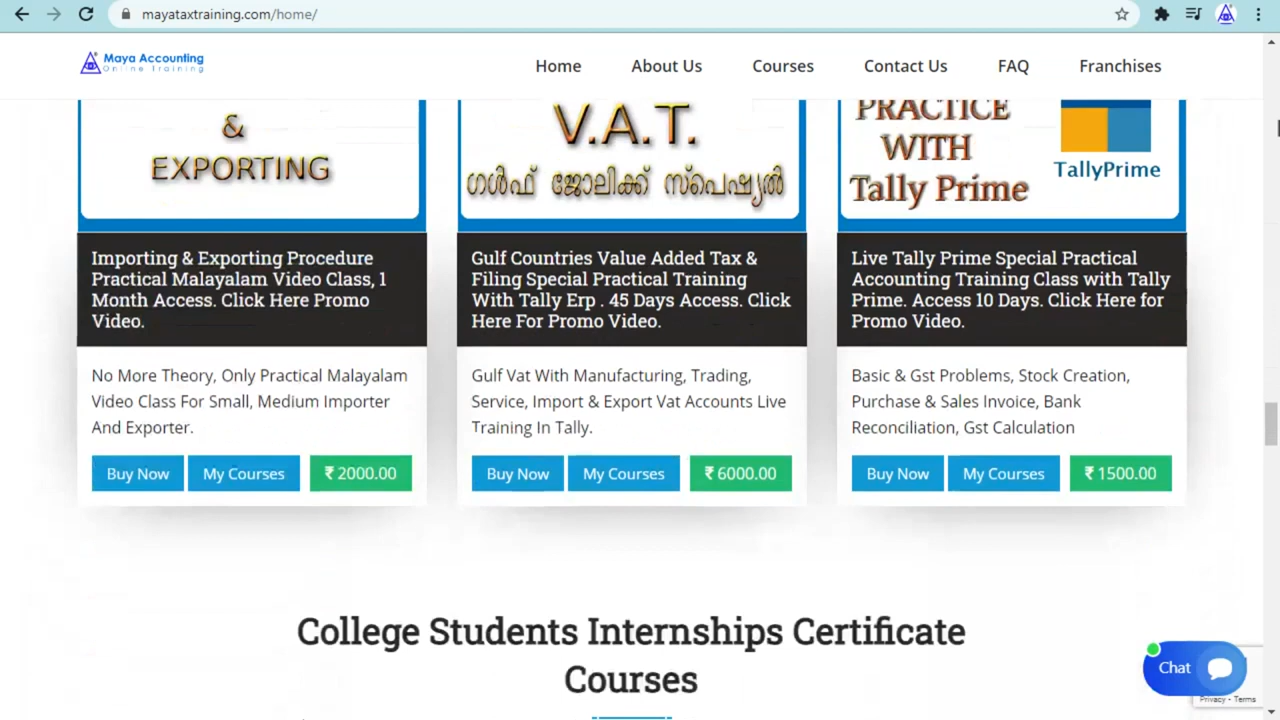 mayataxtraining.com/home/
Maya Accounting
Online Training
Home About Us Courses Contact Us FAQ Franchises
&
EXPORTING
V.A.T.
ഗൾഫ് ജോലിക്ക് സ്പെഷ്യൽ
PRACTICE
WITH
Tally Prime
TallyPrime
Importing & Exporting Procedure
Practical Malayalam Video Class, 1
Month Access. Click Here Promo
Video.
Gulf Countries Value Added Tax &
Filing Special Practical Training
With Tally Erp . 45 Days Access. Click
Here For Promo Video.
Live Tally Prime Special Practical
Accounting Training Class with Tally
Prime. Access 10 Days. Click Here for
Promo Video.
No More Theory, Only Practical Malayalam
Video Class For Small, Medium Importer
And Exporter.
Gulf Vat With Manufacturing, Trading,
Service, Import & Export Vat Accounts Live
Training In Tally.
Basic & Gst Problems, Stock Creation,
Purchase & Sales Invoice, Bank
Reconciliation, Gst Calculation
Buy Now My Courses ₹ 2000.00
Buy Now My Courses ₹ 6000.00
Buy Now My Courses ₹ 1500.00
College Students Internships Certificate
Courses
Chat
Privacy - Terms